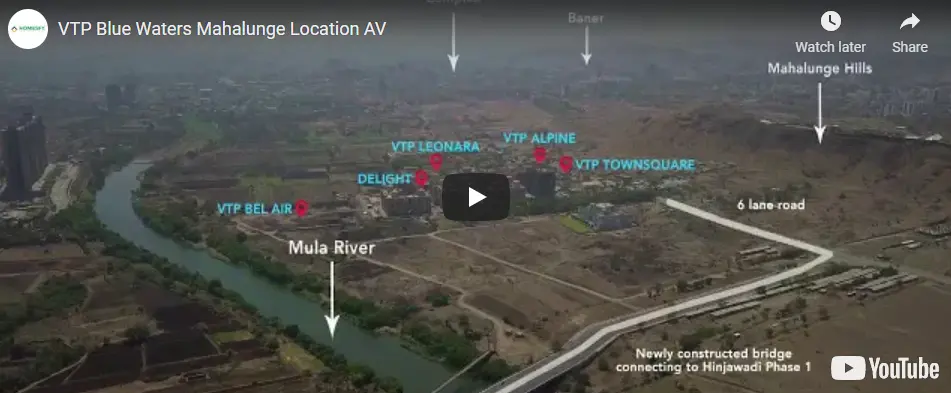 VTP Blue Waters Mahalunge Location AV
Watch later
Share
Baner
Mahalunge Hills
VTP LEONARA
VTP ALPINE
DELIGHT
VTP TOWNSQUARE
VTP BEL AIR
6 lane road
Mula River
Newly constructed bridge
connecting to Hinjawadi Phase 1
YouTube